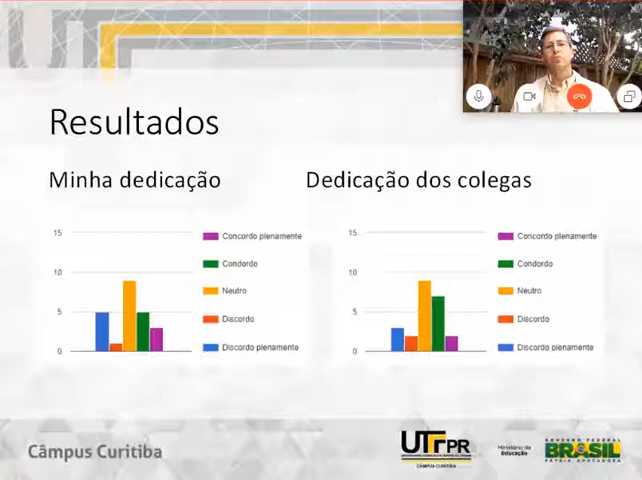 Resultados
Minha dedicação
Dedicação dos colegas
15
10
5
0
Concordo plenamente
Condordo
Neutro
Discordo
Discordo plenamente
15
10
5
0
Concordo plenamente
Condordo
Neutro
Discordo
Discordo plenamente
Câmpus Curitiba
UTFPR
CÂMPUS CURITIBA
Ministério da
Educação
GOVERNO FEDERAL
BRASIL
PÁTRIA EDUCADORA